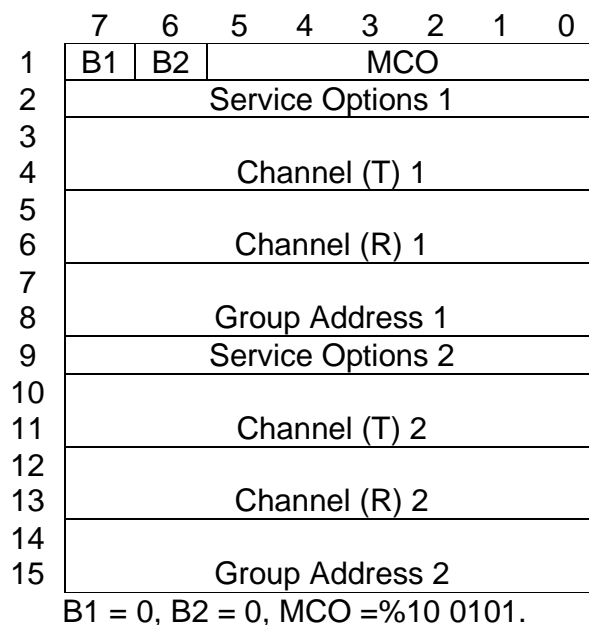 7 6 5 4 3 2 1 0
1 B1 B2 MCO
2 Service Options 1
3
4 Channel (T) 1
5
6 Channel (R) 1
7
8 Group Address 1
9 Service Options 2
10
11 Channel (T) 2
12
13 Channel (R) 2
14
15 Group Address 2
B1 = 0, B2 = 0, MCO =%10 0101.